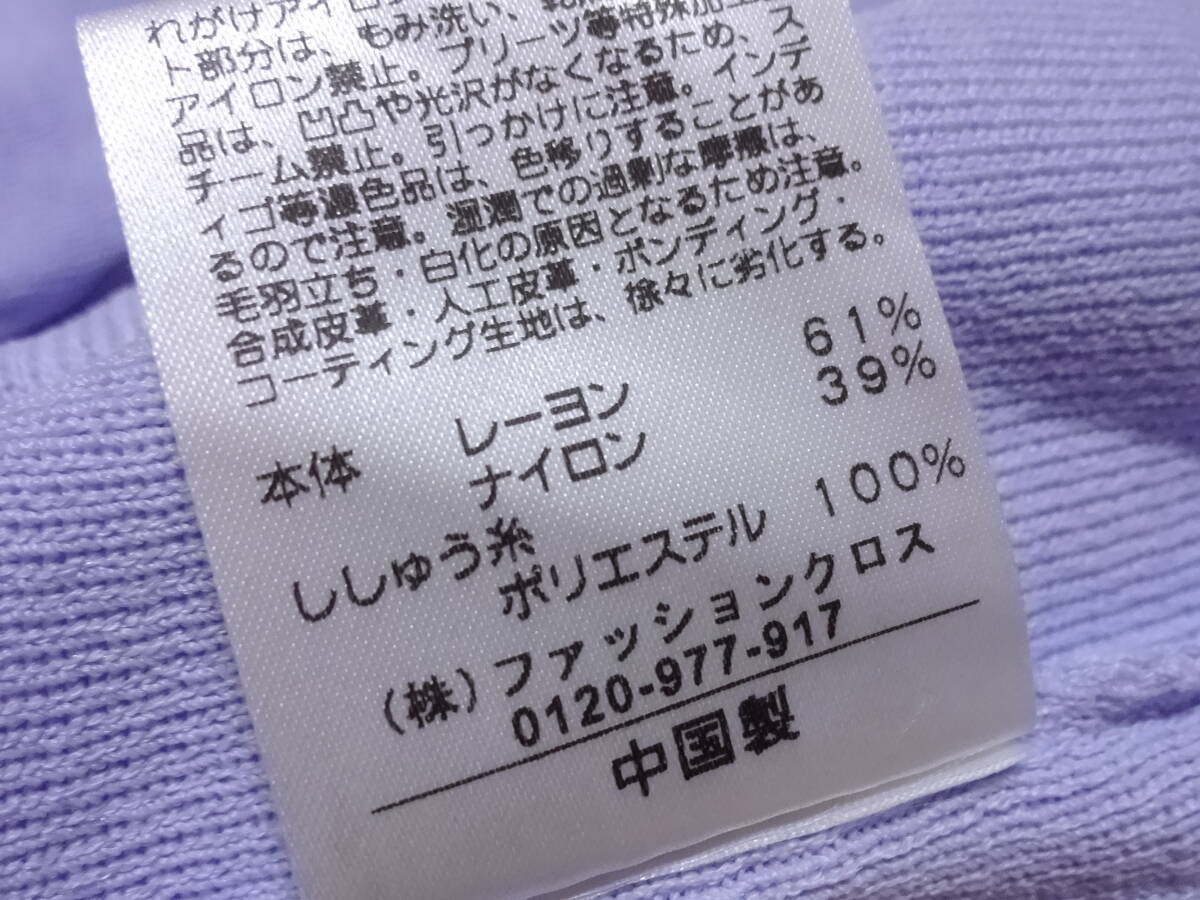 れがけアイロ
ト部分は、もみ洗い、
アイロン禁止。プリーツ等特殊加工
品は、凹凸や光沢がなくなるため、ス
チーム禁止。引っかけに注意。インデ
ィゴ等濃色品は、色移りすることがあ
るので注意。湿潤での過剰な摩擦は、
毛羽立ち・白化の原因となるため注意。
合成皮革・人工皮革・ボンディング・
コーティング生地は、徐々に劣化する。
本体 レーヨン 61%
ナイロン 39%
ししゅう糸
ポリエステル 100%
(株)ファッションクロス
0120-977-917
中国製